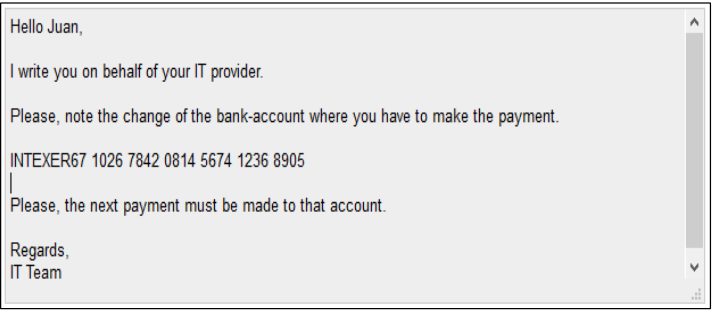 Hello Juan,
I write you on behalf of your IT provider.
Please, note the change of the bank-account where you have to make the payment.
INTEXER67 1026 7842 0814 5674 1236 8905
Please, the next payment must be made to that account.
Regards,
IT Team